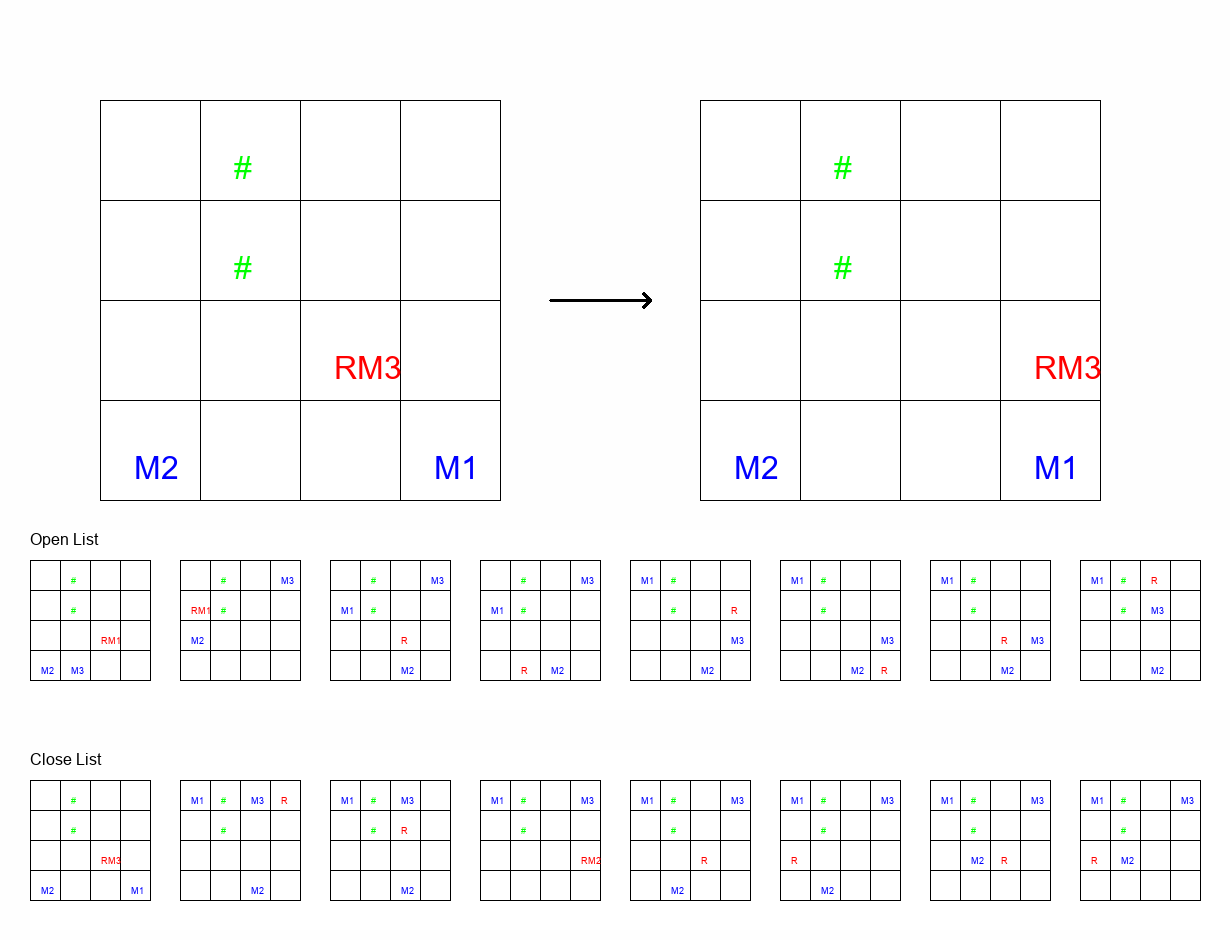 # #
# #
RM3 RM3
M2 M1 M2 M1
Open List
# # M3 # M3 # M3 M1 # M1 # M1 # M1 # R
# RM1 # M1 # M1 # # R # # # M3
RM1 M2 R M3 M3 R M3
M2 M3 M2 R M2 M2 M2 R M2 M2
Close List
# M1 # M3 R M1 # M3 M1 # M3 M1 # M3 M1 # M3 M1 # M3 M1 # M3
# # # R # # # # #
RM3 RM2 R R M2 R R M2
M2 M1 M2 M2 M2 M2